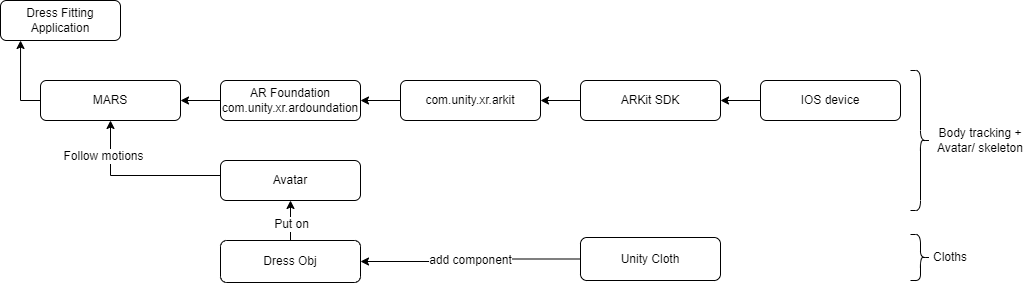 Dress Fitting
Application
MARS
AR Foundation
com.unity.xr.ardoundation
com.unity.xr.arkit
ARKit SDK
IOS device
Body tracking +
Avatar/ skeleton
Follow motions
Avatar
Put on
Dress Obj
add component
Unity Cloth
Cloths